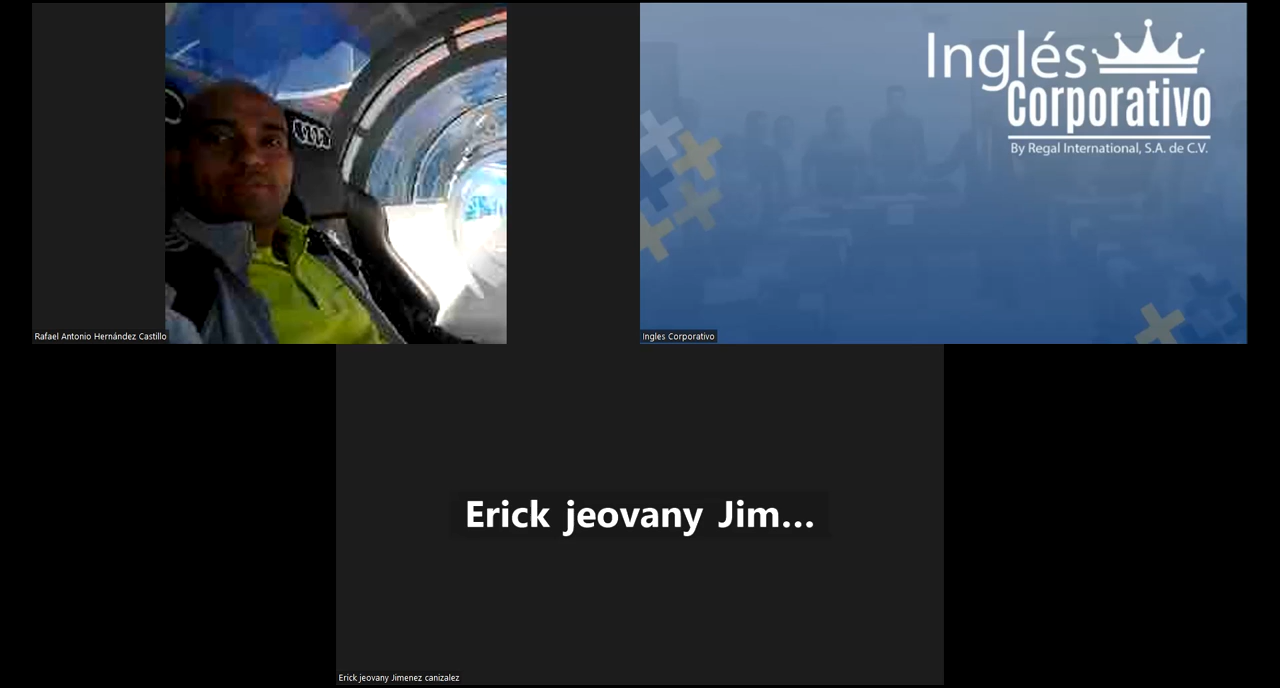 Inglés
Corporativo
By Regal International, S.A. de C.V.
Rafael Antonio Hernández Castillo
Ingles Corporativo
Erick jeovany Jim...
Erick jeovany Jimenez canizalez